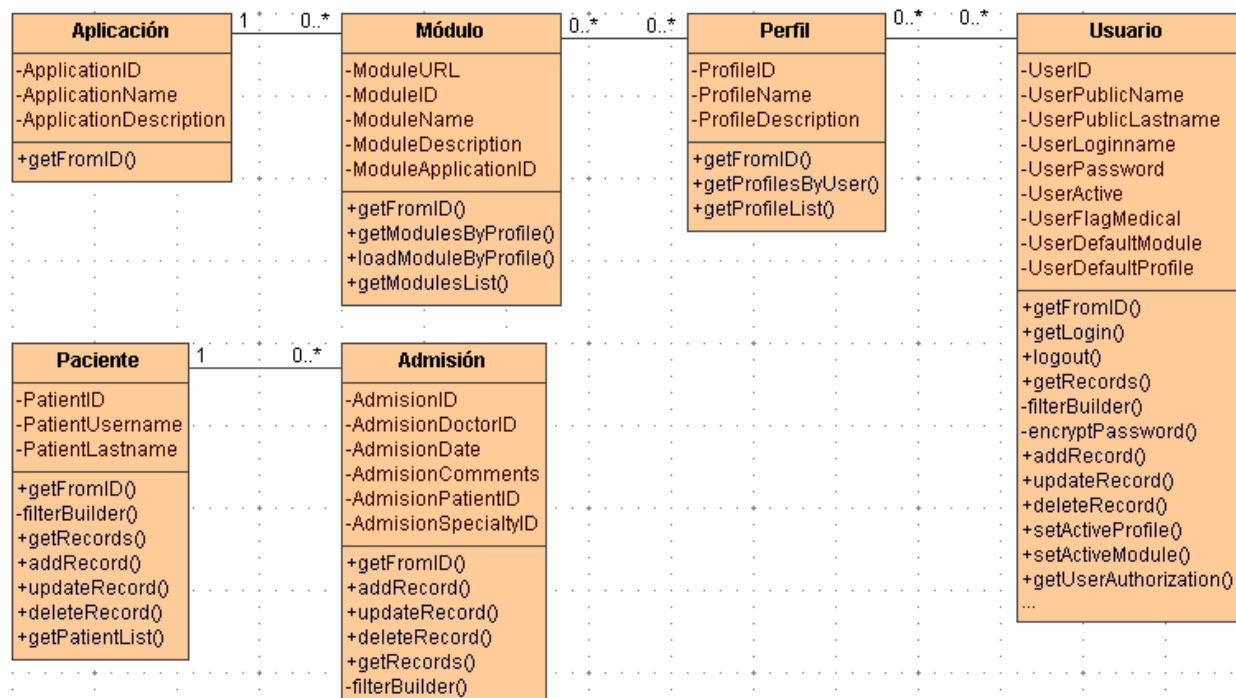 Aplicación
-ApplicationID
-ApplicationName
-ApplicationDescription
+getFromID()
1
0..*
Módulo
-ModuleURL
-ModuleID
-ModuleName
-ModuleDescription
-ModuleApplicationID
+getFromID()
+getModulesByProfile()
+loadModuleByProfile()
+getModulesList()
0..*
0..*
Perfil
-ProfileID
-ProfileName
-ProfileDescription
+getFromID()
+getProfilesByUser()
+getProfileList()
0..*
0..*
Usuario
-UserID
-UserPublicName
-UserPublicLastname
-UserLoginname
-UserPassword
-UserActive
-UserFlagMedical
-UserDefaultModule
-UserDefaultProfile
+getFromID()
+getLogin()
+logout()
+getRecords()
-filterBuilder()
-encryptPassword()
+addRecord()
+updateRecord()
+deleteRecord()
+setActiveProfile()
+setActiveModule()
+getUserAuthorization()
...
Paciente
-PatientID
-PatientUsername
-PatientLastname
+getFromID()
-filterBuilder()
+getRecords()
+addRecord()
+updateRecord()
+deleteRecord()
+getPatientList()
1
0..*
Admisión
-AdmisionID
-AdmisionDoctorID
-AdmisionDate
-AdmisionComments
-AdmisionPatientID
-AdmisionSpecialtyID
+getFromID()
+addRecord()
+updateRecord()
+deleteRecord()
+getRecords()
-filterBuilder()